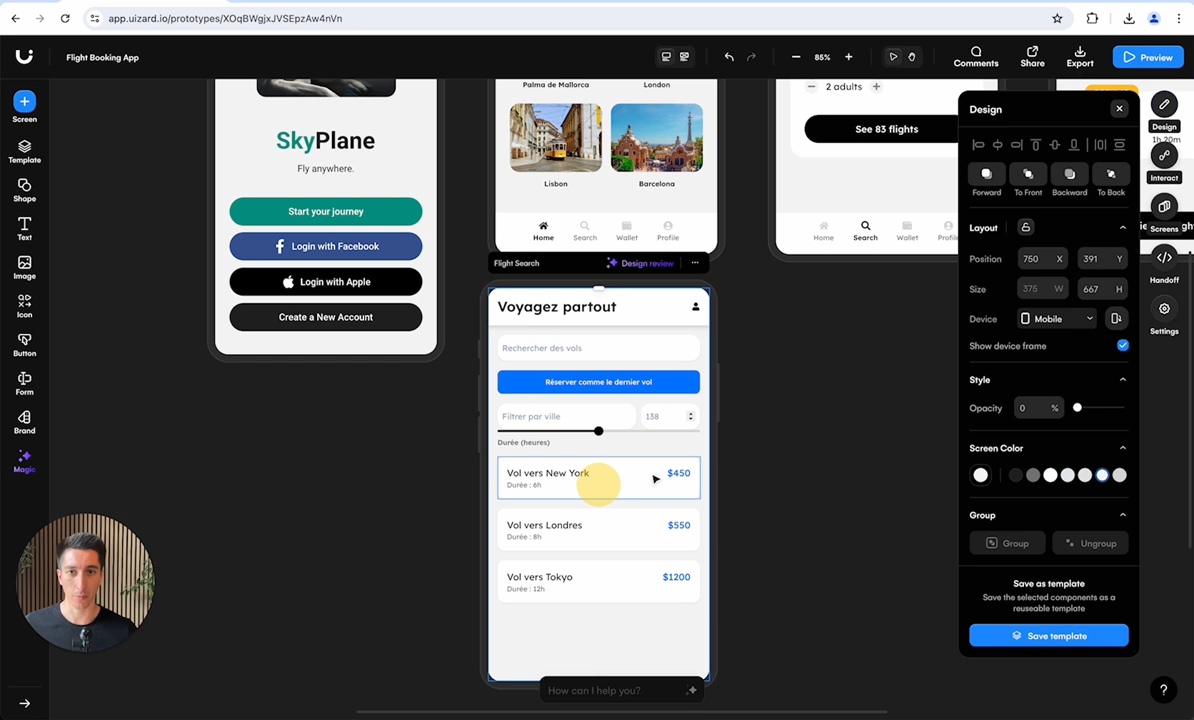 app.uizard.io/prototypes/XOqBWgjxJVSEpzAw4nVn
Flight Booking App
85%
Comments
Share
Export
Preview
Screen
Template
Shape
Text
Image
Icon
Button
Form
Brand
Magic
SkyPlane
Fly anywhere.
Start your journey
Login with Facebook
Login with Apple
Create a New Account
Palma de Mallorca
London
Lisbon
Barcelona
Home
Search
Wallet
Profile
2 adults
See 83 flights
Home
Search
Wallet
Flight Search
Design review
Voyagez partout
Rechercher des vols
Réserver comme le dernier vol
Filtrer par ville
138
Durée (heures)
Vol vers New York
$450
Durée : 6h
Vol vers Londres
$550
Durée : 8h
Vol vers Tokyo
$1200
Durée : 12h
How can I help you?
Design
Forward
To Front
Backward
To Back
Layout
Position
750 X
391 Y
Size
375 W
667 H
Device
Mobile
Show device frame
Style
Opacity
0 %
Screen Color
Group
Group
Ungroup
Save as template
Save the selected components as a
reuseable template
Save template
Design
1h 20m
Interact
Screens
Handoff
Settings
?